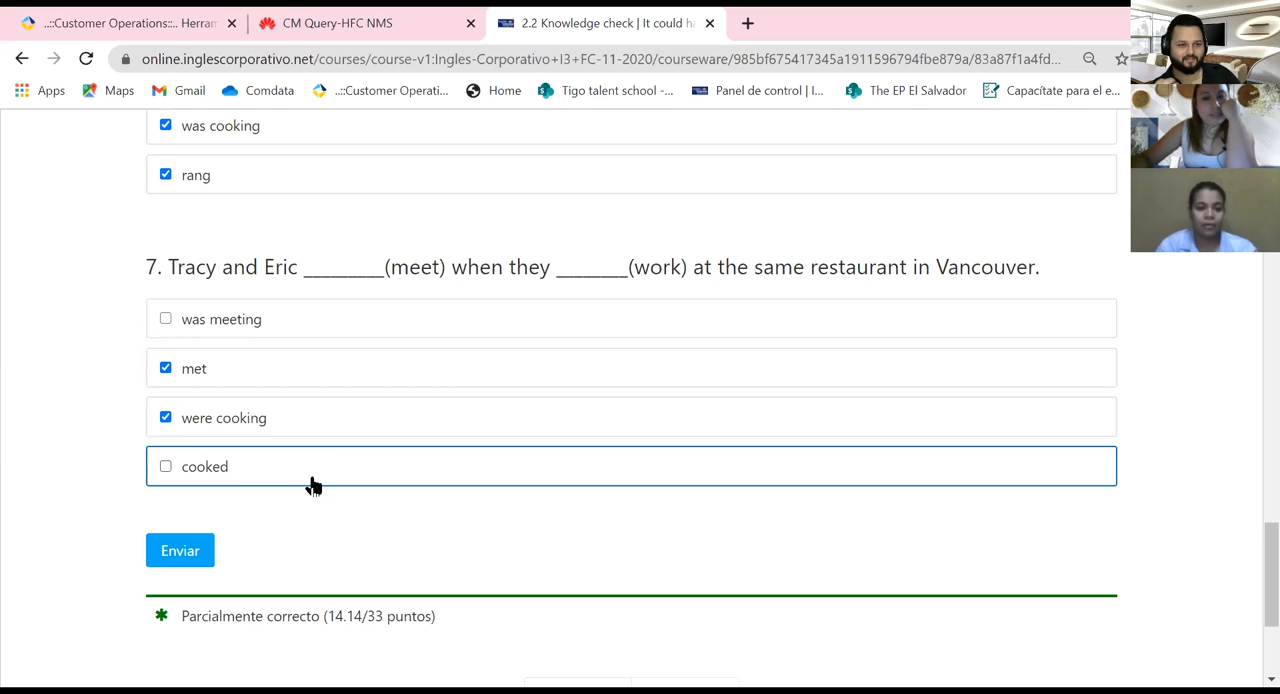 ..::Customer Operations::.. Herram
CM Query-HFC NMS
2.2 Knowledge check | It could ha
online.inglescorporativo.net/courses/course-v1:Ingles-Corporativo+I3+FC-11-2020/courseware/985bf675417345a1911596794fbe879a/83a87f1a4fd...
Apps Maps Gmail Comdata ..::Customer Operati... Home Tigo talent school -... Panel de control | I... The EP El Salvador Capacítate para el e...
was cooking
rang
7. Tracy and Eric _________(meet) when they ________(work) at the same restaurant in Vancouver.
was meeting
met
were cooking
cooked
Enviar
Parcialmente correcto (14.14/33 puntos)